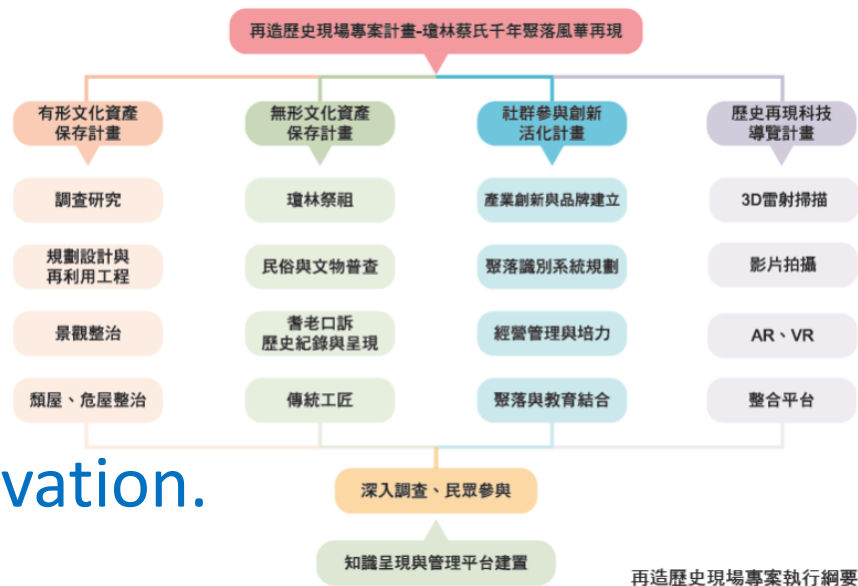 再造歷史現場專案計畫-瓊林蔡氏千年聚落風華再現
有形文化資產
保存計畫
無形文化資產
保存計畫
社群參與創新
活化計畫
歷史再現科技
導覽計畫
調查研究
瓊林祭祖
產業創新與品牌建立
3D雷射掃描
規劃設計與
再利用工程
民俗與文物普查
聚落識別系統規劃
影片拍攝
景觀整治
耆老口訴
歷史紀錄與呈現
經營管理與培力
AR、VR
頹屋、危屋整治
傳統工匠
聚落與教育結合
整合平台
vation.
深入調查、民眾參與
知識呈現與管理平台建置
再造歷史現場專案執行綱要